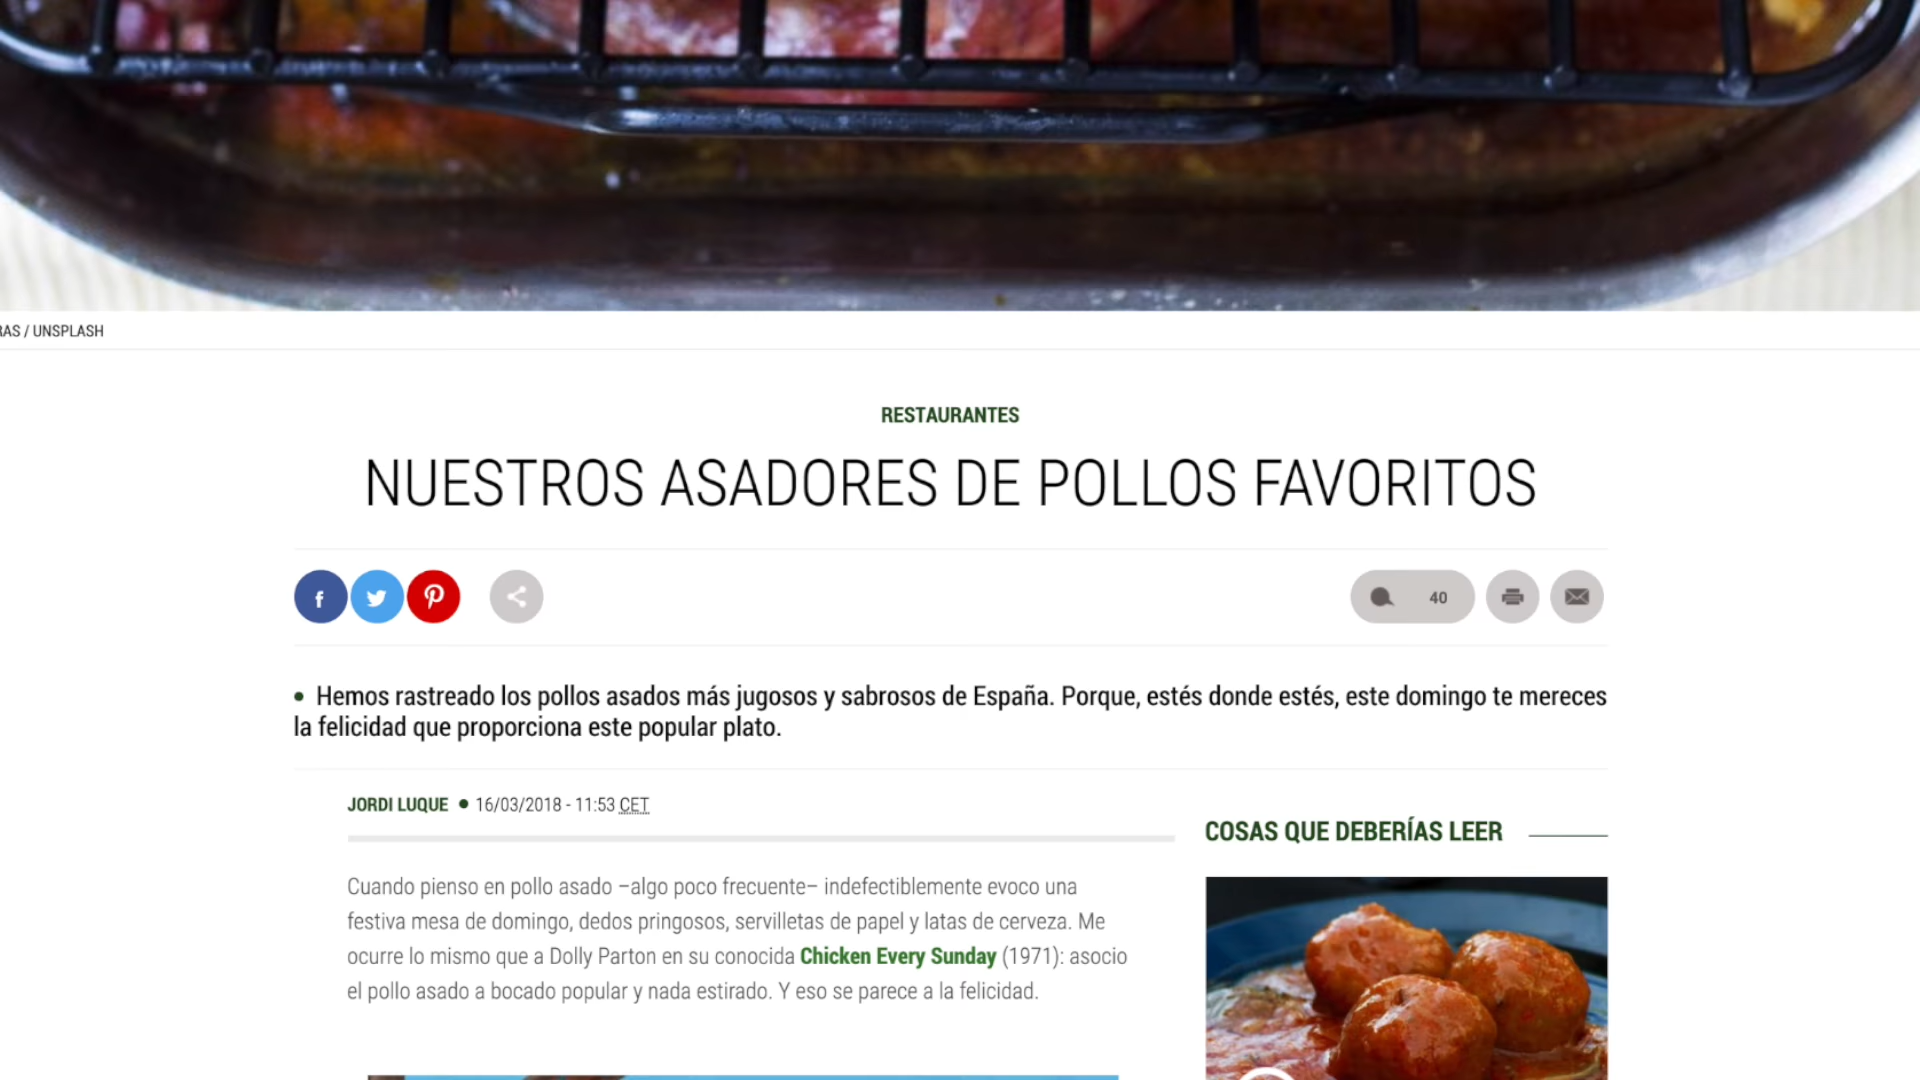 / UNSPLASH
RESTAURANTES
NUESTROS ASADORES DE POLLOS FAVORITOS
40
Hemos rastreado los pollos asados más jugosos y sabrosos de España. Porque, estés donde estés, este domingo te mereces
la felicidad que proporciona este popular plato.
JORDI LUQUE • 16/03/2018 - 11:53 CET
COSAS QUE DEBERÍAS LEER
Cuando pienso en pollo asado –algo poco frecuente– indefectiblemente evoco una
festiva mesa de domingo, dedos pringosos, servilletas de papel y latas de cerveza. Me
ocurre lo mismo que a Dolly Parton en su conocida Chicken Every Sunday (1971): asocio
el pollo asado a bocado popular y nada estirado. Y eso se parece a la felicidad.